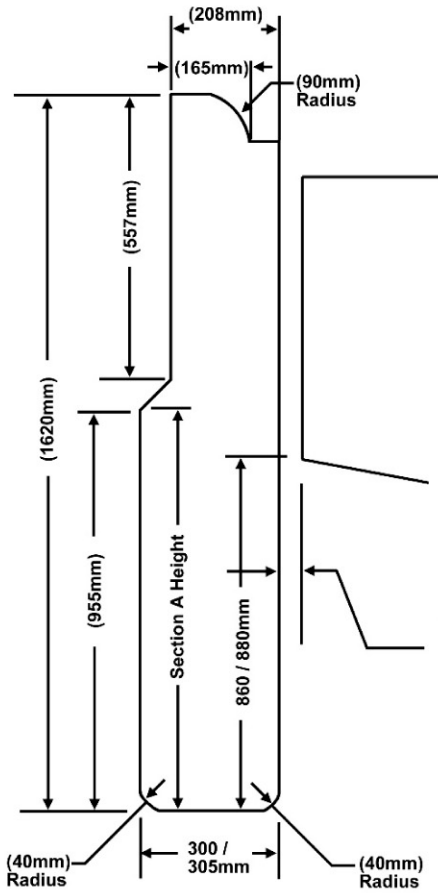 (208mm)
(165mm)
(90mm)
Radius
(557mm)
(1620mm)
(955mm)
Section A Height
860 / 880mm
300 /
305mm
(40mm)
Radius
(40mm)
Radius